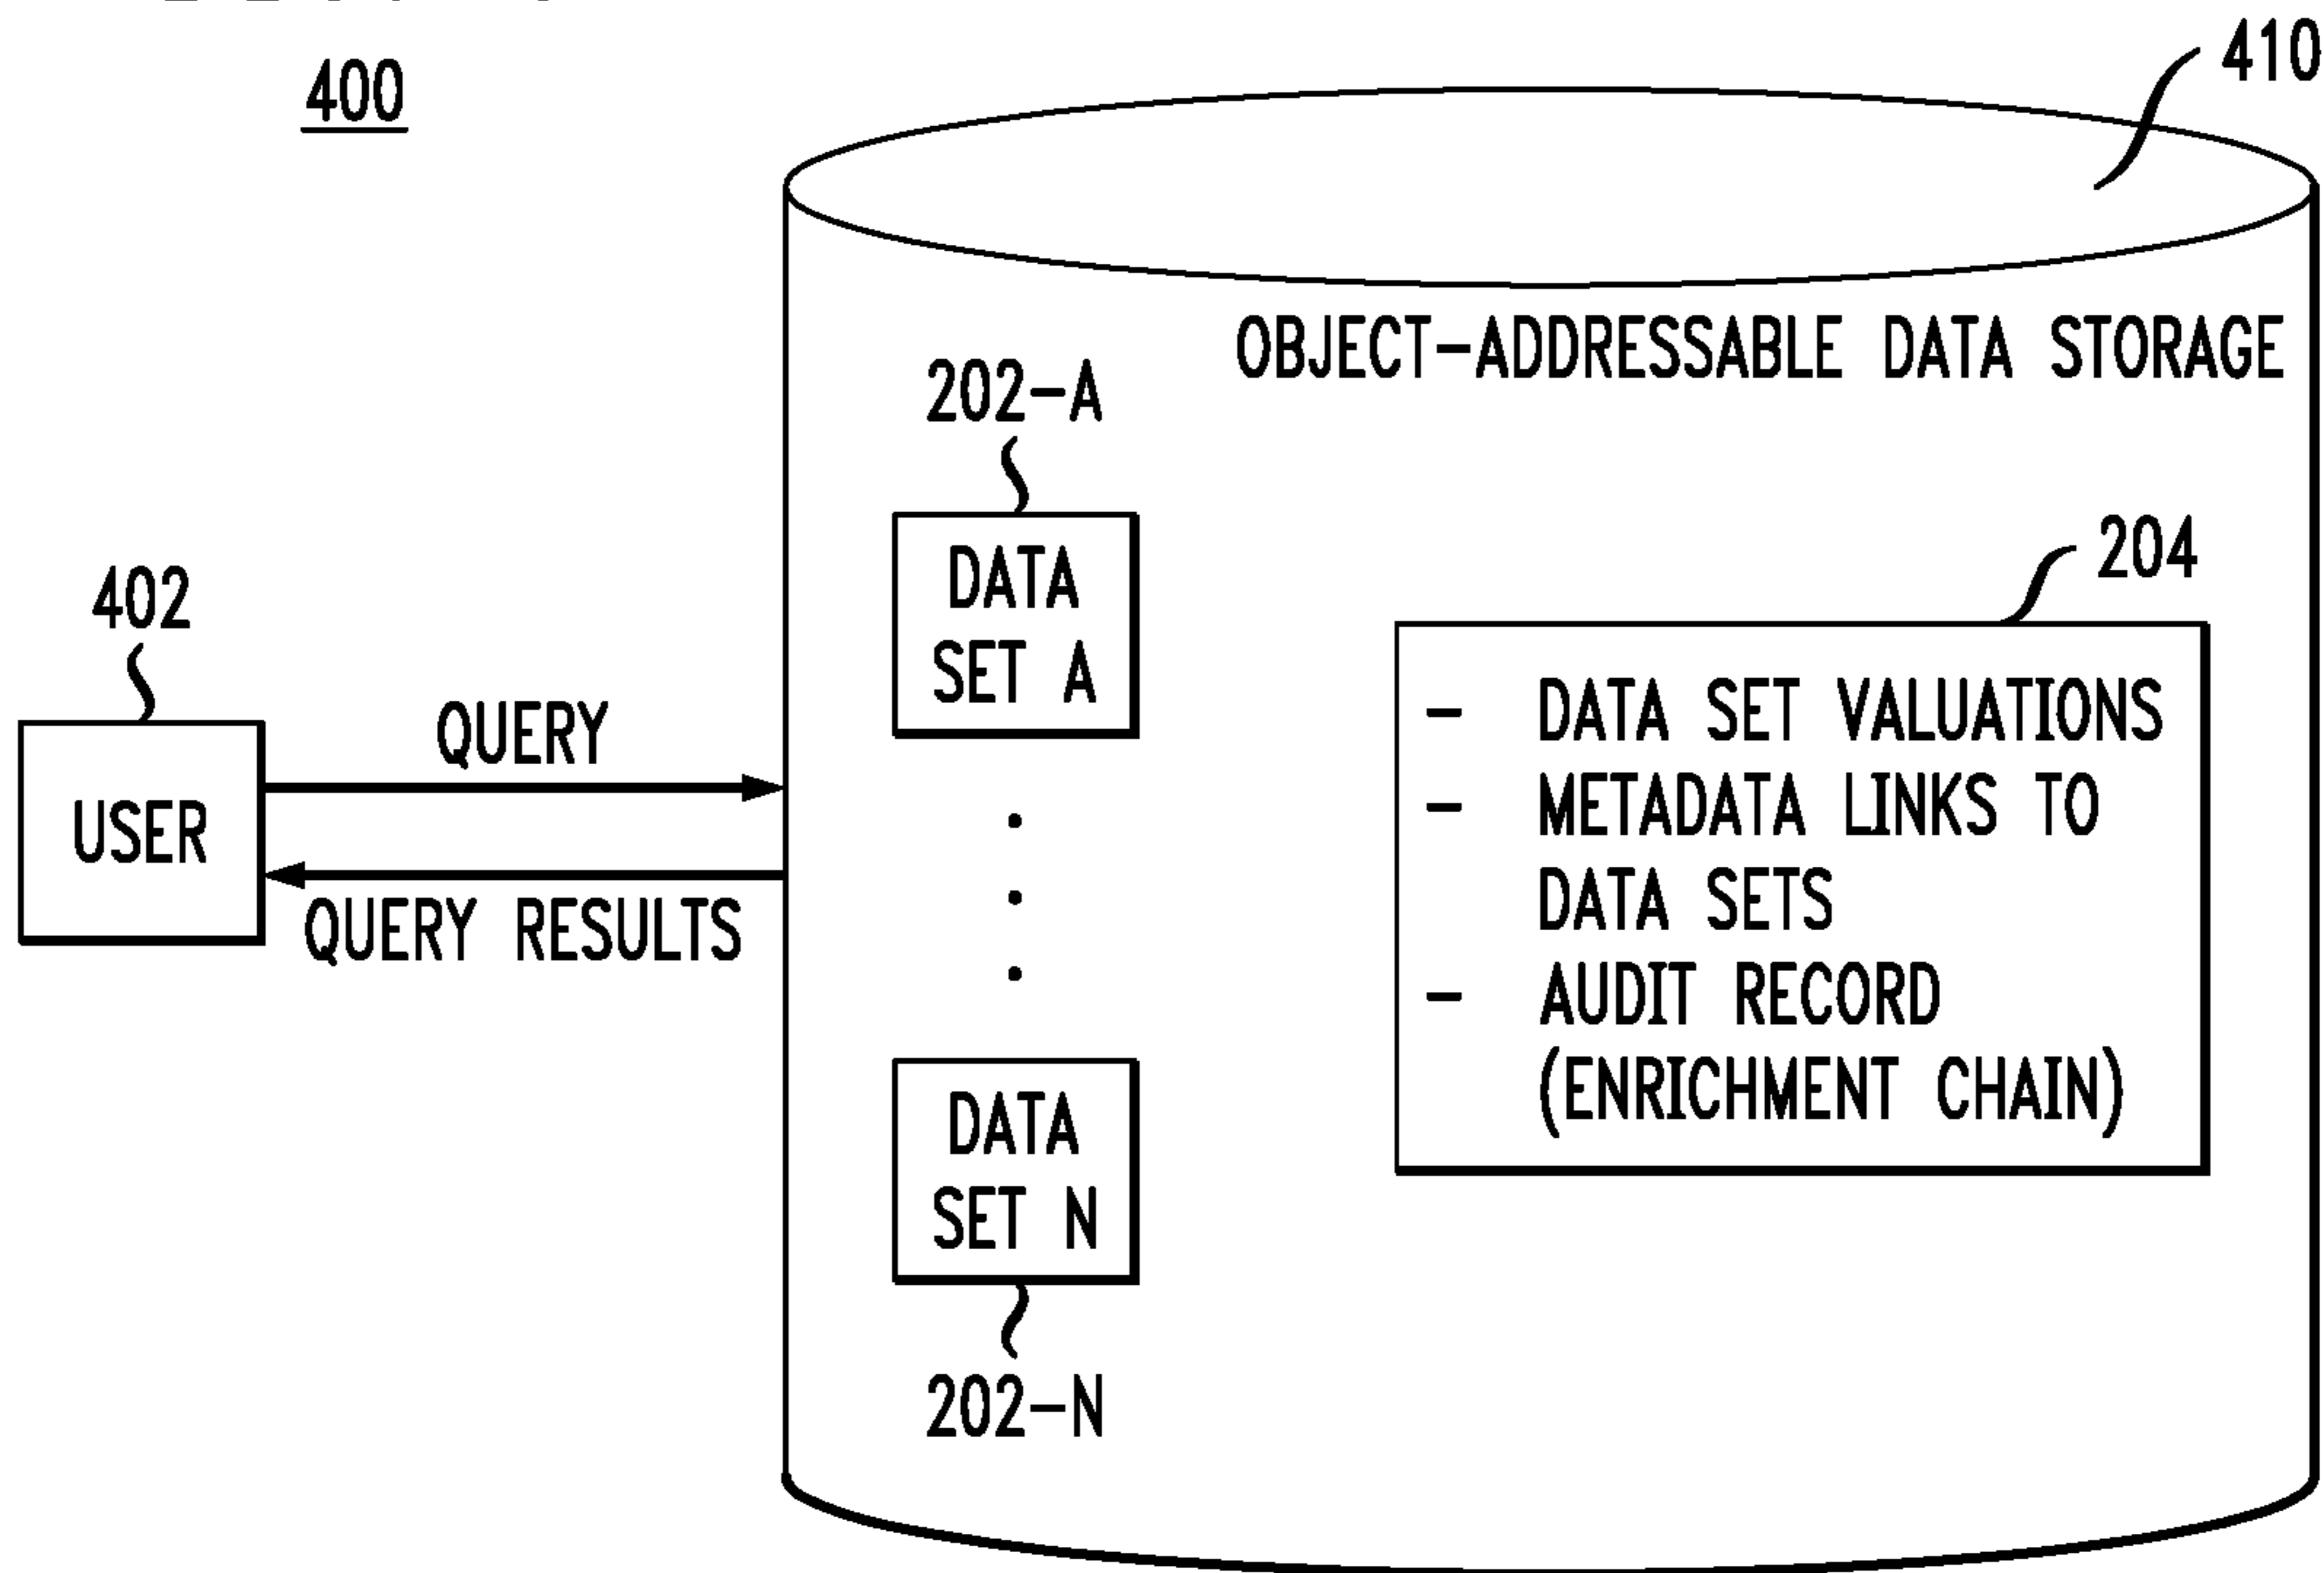 400
410
OBJECT-ADDRESSABLE DATA STORAGE
202-A
DATA
SET A
204
402
USER
QUERY
QUERY RESULTS
- DATA SET VALUATIONS
- METADATA LINKS TO
DATA SETS
- AUDIT RECORD
(ENRICHMENT CHAIN)
DATA
SET N
202-N